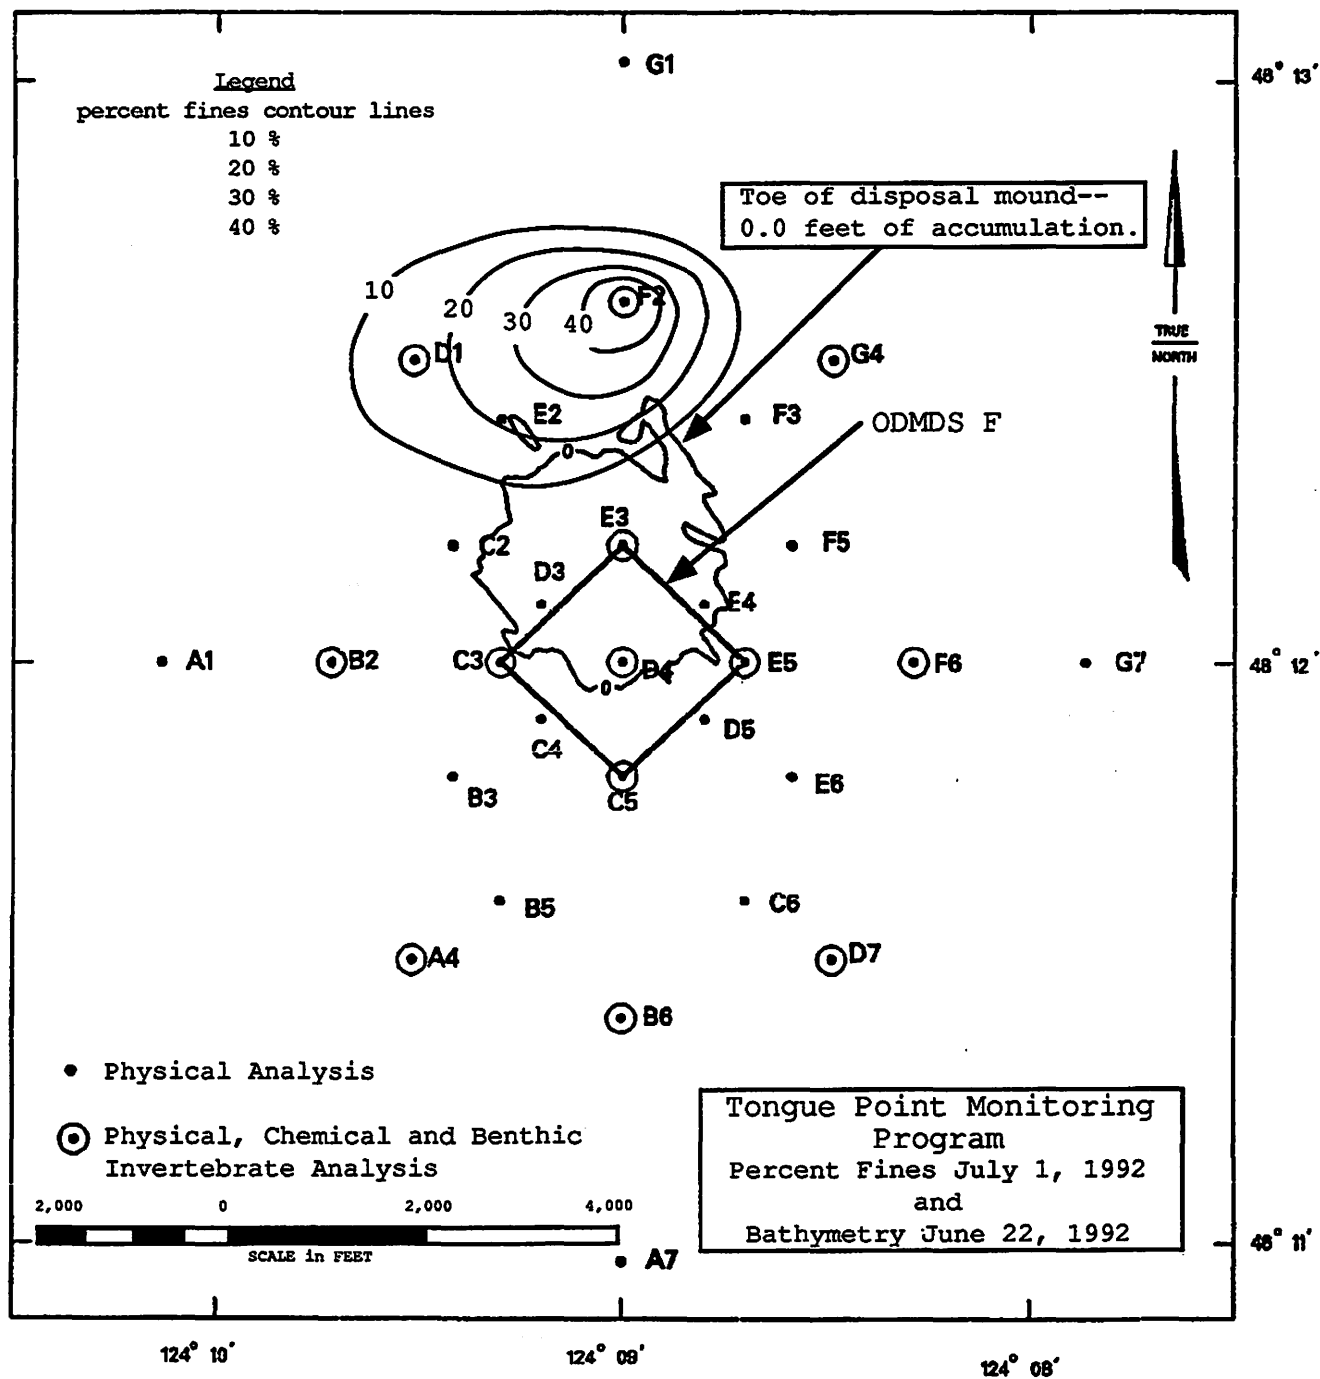 G1
48° 13'
Legend
percent fines contour lines
10 %
20 %
30 %
40 %
Toe of disposal mound--
0.0 feet of accumulation.
10
20
30
40
F2
TRUE
NORTH
D1
G4
E2
F3
ODMDS F
0
E3
C2
F5
D3
E4
A1
B2
C3
D4
E5
F6
G7
48° 12'
0
C4
D5
B3
C5
E6
B5
C6
A4
D7
B6
Physical Analysis
Physical, Chemical and Benthic
Invertebrate Analysis
Tongue Point Monitoring
Program
Percent Fines July 1, 1992
and
Bathymetry June 22, 1992
2,000 0 2,000 4,000
SCALE in FEET
A7
48° 11'
124° 10'
124° 09'
124° 08'